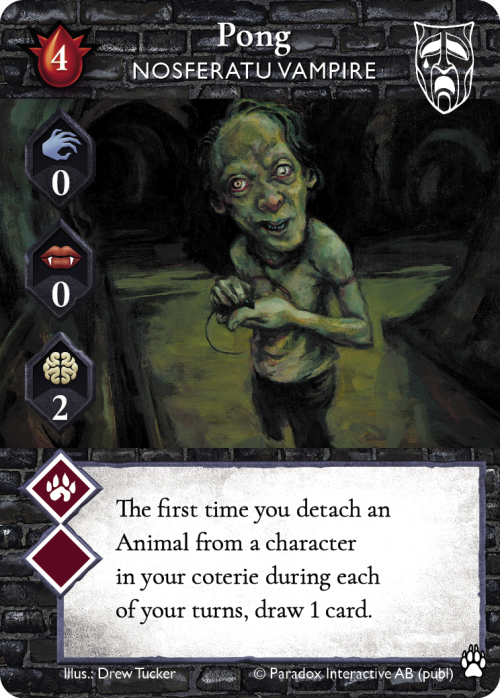 Pong
4
NOSFERATU VAMPIRE
0
0
2
The first time you detach an
Animal from a character
in your coterie during each
of your turns, draw 1 card.
Illus.: Drew Tucker
© Paradox Interactive AB (publ)